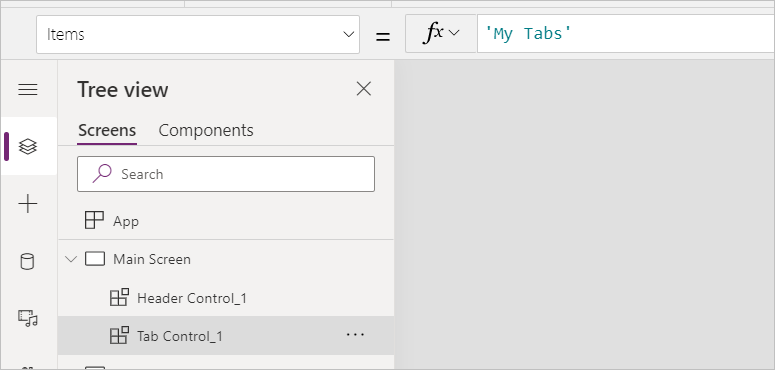 Items = fx 'My Tabs'
Tree view
Screens Components
Search
App
Main Screen
Header Control_1
Tab Control_1